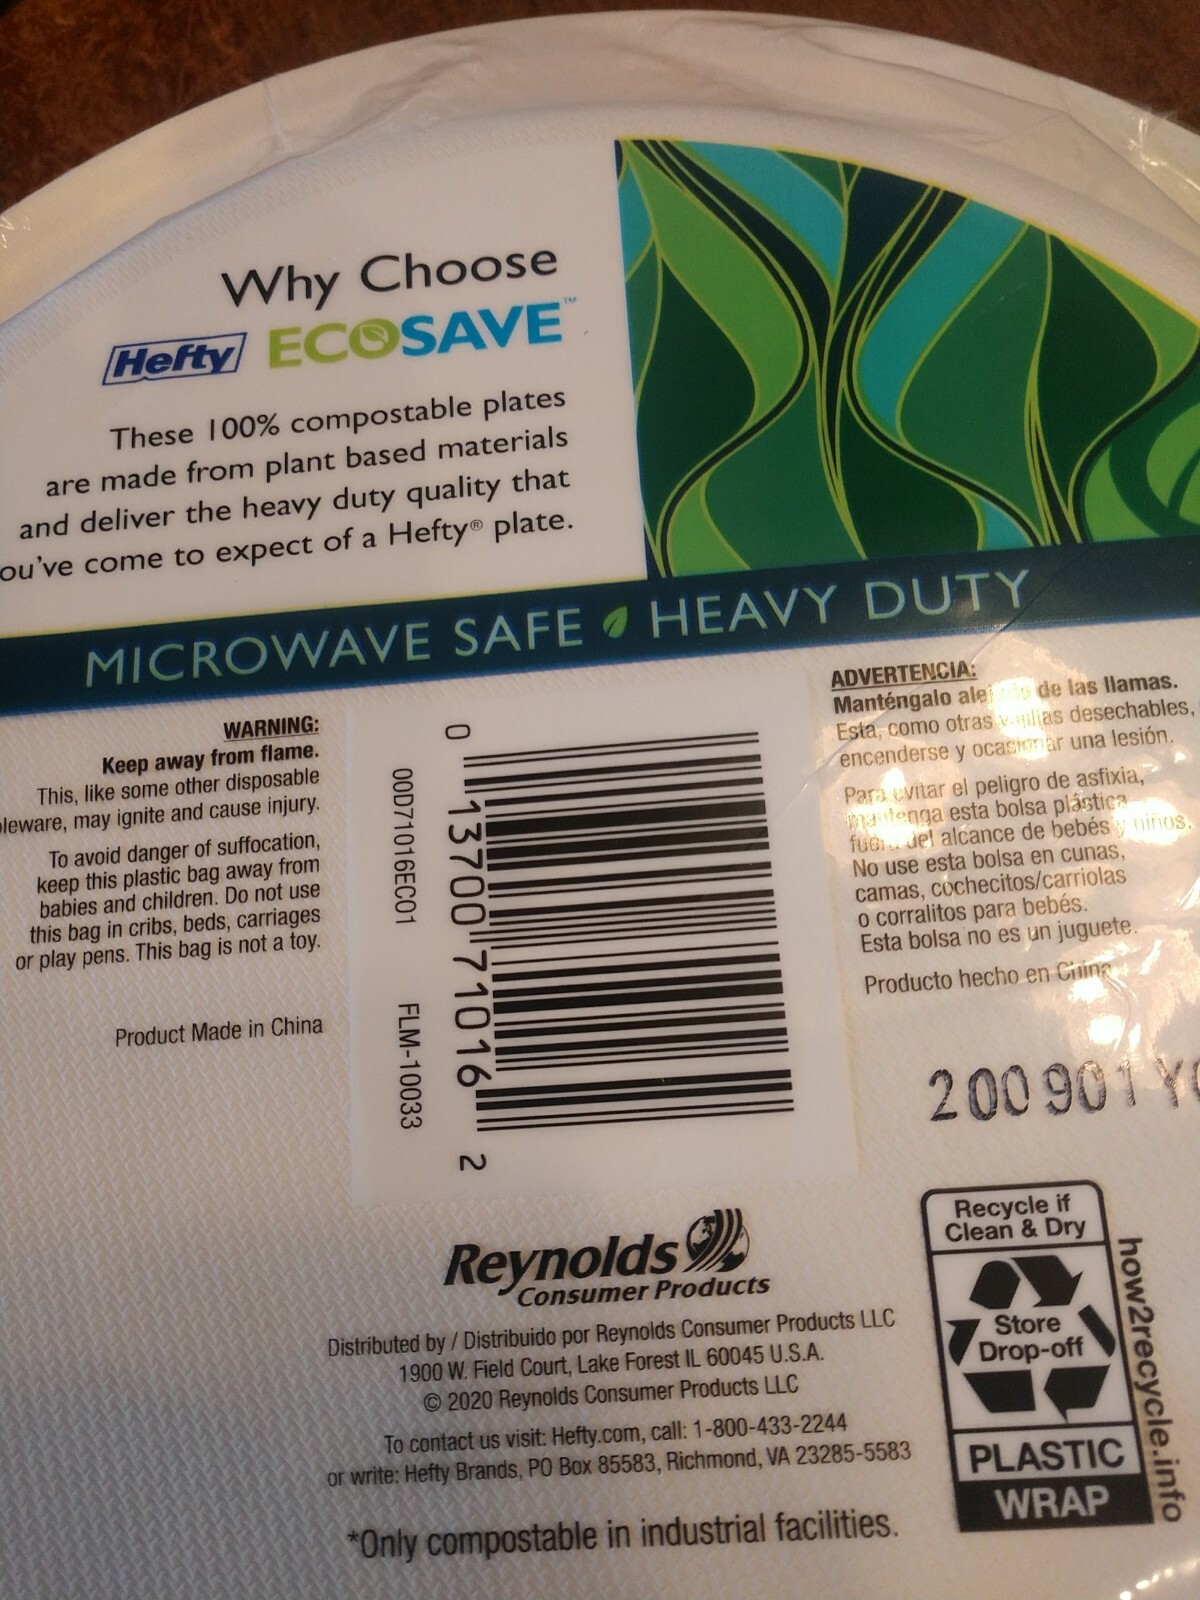 Why Choose
Hefty ECOSAVE™
These 100% compostable plates
are made from plant based materials
and deliver the heavy duty quality that
ou've come to expect of a Hefty® plate.
MICROWAVE SAFE HEAVY DUTY
WARNING:
Keep away from flame.
This, like some other disposable
leware, may ignite and cause injury.
To avoid danger of suffocation,
keep this plastic bag away from
babies and children. Do not use
this bag in cribs, beds, carriages
or play pens. This bag is not a toy.
Product Made in China
0 13700 71016 2
00D71016EC01 FLM-10033
ADVERTENCIA:
Manténgalo de las llamas.
Esta, como otras desechables,
encenderse y ocasionar una lesión.
Para evitar el peligro de asfixia,
mantenga esta bolsa plástica
fuera del alcance de bebés y niños.
No use esta bolsa en cunas,
camas, cochecitos/carriolas
o corralitos para bebés.
Esta bolsa no es un juguete.
Producto hecho en China
200901 Y
Reynolds
Consumer Products
Distributed by / Distribuido por Reynolds Consumer Products LLC
1900 W. Field Court, Lake Forest IL 60045 U.S.A.
© 2020 Reynolds Consumer Products LLC
To contact us visit: Hefty.com, call: 1-800-433-2244
or write: Hefty Brands, PO Box 85583, Richmond, VA 23285-5583
*Only compostable in industrial facilities.
Recycle if
Clean & Dry
Store
Drop-off
PLASTIC
WRAP
how2recycle.info